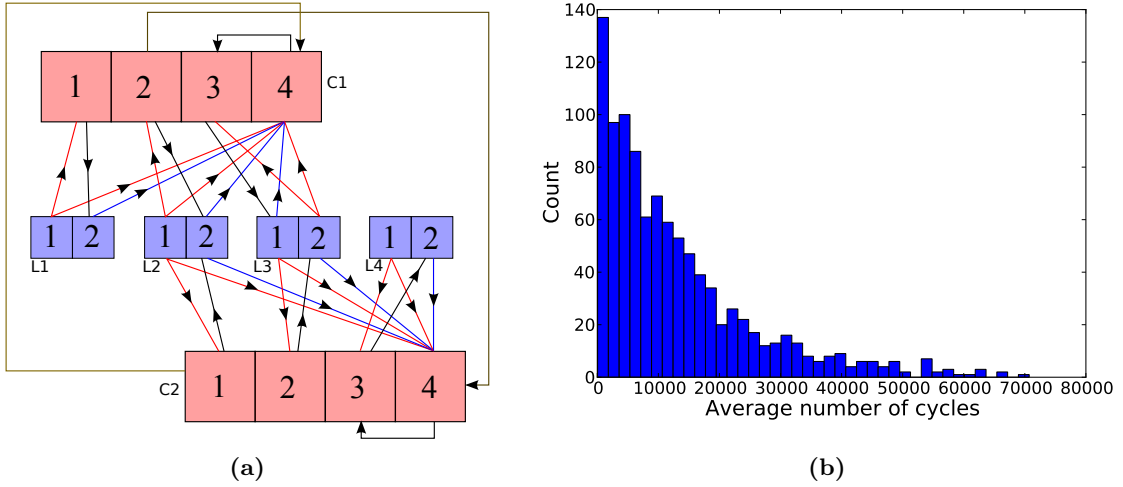 1 2 3 4 C1
1 2 1 2 1 2 1 2
L1 L2 L3 L4
C2 1 2 3 4
(a)
140
120
100
80
60
40
20
0
Count
0 10000 20000 30000 40000 50000 60000 70000 80000
Average number of cycles
(b)